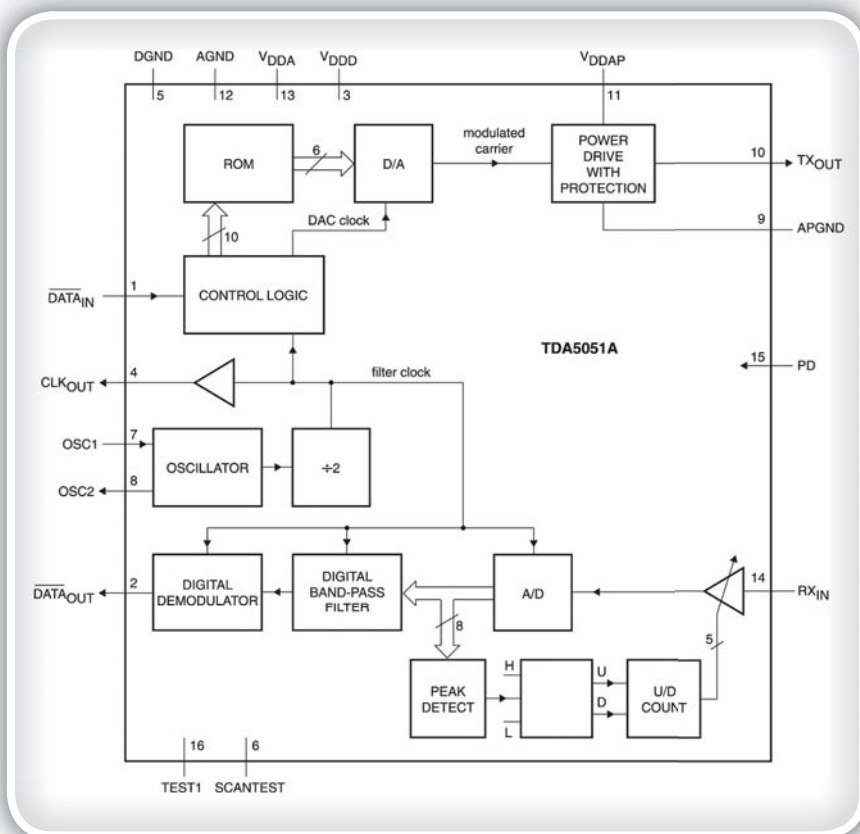 DGND AGND VDDA VDDD VDDAP
5 12 13 3 11
ROM
6
D/A
modulated
carrier
POWER
DRIVE
WITH
PROTECTION
10
TXOUT
9
APGND
DAC clock
10
DATAIN
1
CONTROL LOGIC
TDA5051A
15
PD
CLKOUT
4
filter clock
OSC1
7
OSCILLATOR
÷2
OSC2
8
DATAOUT
2
DIGITAL
DEMODULATOR
DIGITAL
BAND-PASS
FILTER
A/D
14
RXIN
8
5
PEAK
DETECT
H
L
U
D
U/D
COUNT
16 6
TEST1 SCANTEST